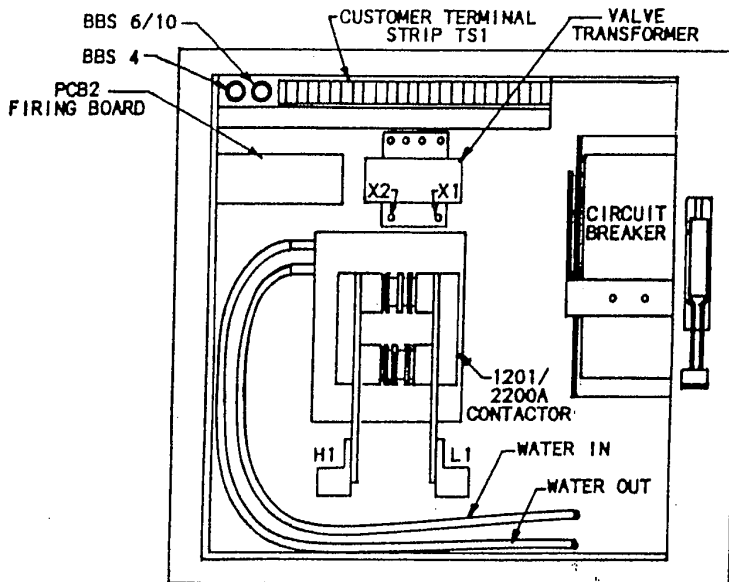 BBS 6/10
BBS 4
PCB2
FIRING BOARD
CUSTOMER TERMINAL
STRIP TS1
VALVE
TRANSFORMER
X2
X1
CIRCUIT
BREAKER
1201/
2200A
CONTACTOR
H1
L1
WATER IN
WATER OUT